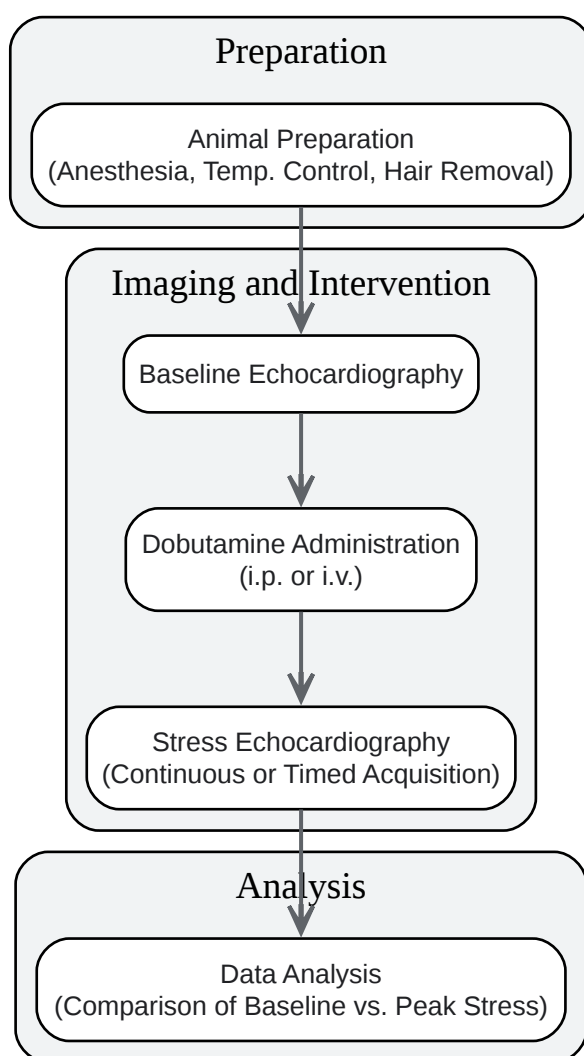 Preparation
Animal Preparation
(Anesthesia, Temp. Control, Hair Removal)
Imaging and Intervention
Baseline Echocardiography
Dobutamine Administration
(i.p. or i.v.)
Stress Echocardiography
(Continuous or Timed Acquisition)
Analysis
Data Analysis
(Comparison of Baseline vs. Peak Stress)